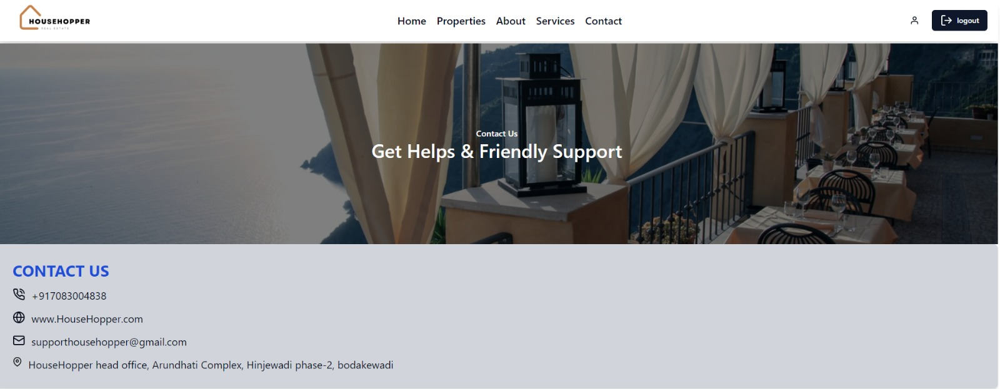 HOUSEHOPPER
REAL ESTATE
Home Properties About Services Contact
logout
Contact Us
Get Helps & Friendly Support
CONTACT US
+917083004838
www.HouseHopper.com
supporthousehopper@gmail.com
HouseHopper head office, Arundhati Complex, Hinjewadi phase-2, bodakewadi